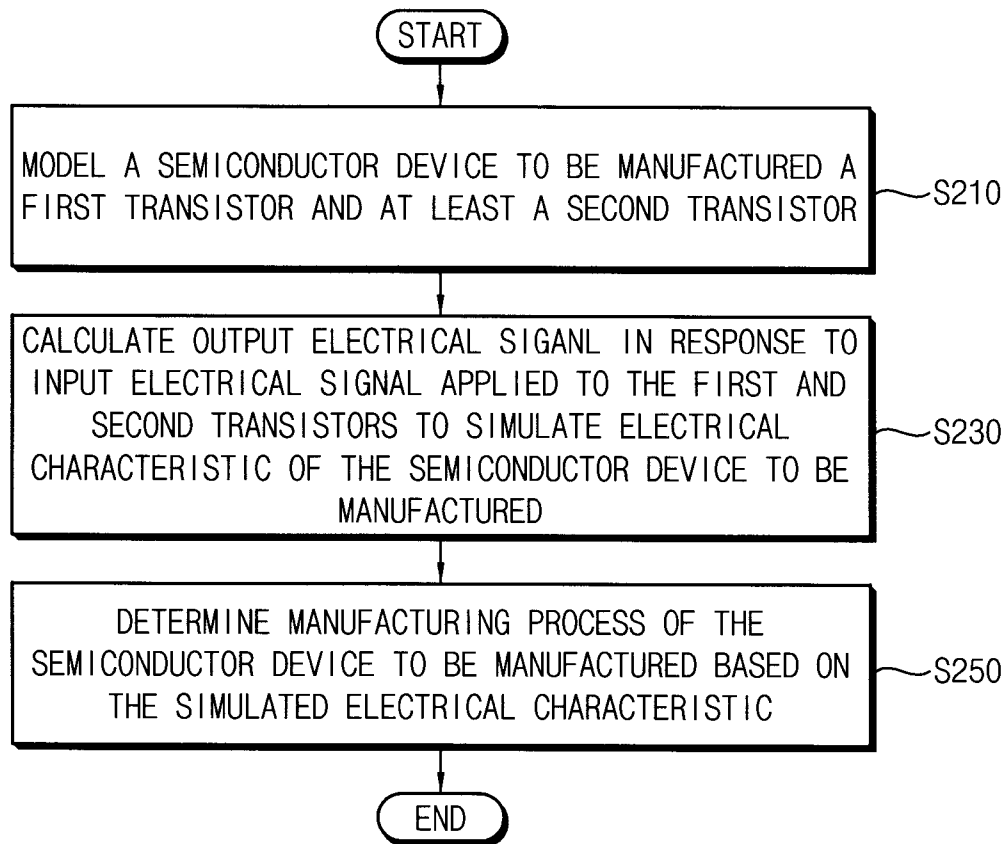 START
MODEL A SEMICONDUCTOR DEVICE TO BE MANUFACTURED A
FIRST TRANSISTOR AND AT LEAST A SECOND TRANSISTOR
S210
CALCULATE OUTPUT ELECTRICAL SIGANL IN RESPONSE TO
INPUT ELECTRICAL SIGNAL APPLIED TO THE FIRST AND
SECOND TRANSISTORS TO SIMULATE ELECTRICAL
CHARACTERISTIC OF THE SEMICONDUCTOR DEVICE TO BE
MANUFACTURED
S230
DETERMINE MANUFACTURING PROCESS OF THE
SEMICONDUCTOR DEVICE TO BE MANUFACTURED BASED ON
THE SIMULATED ELECTRICAL CHARACTERISTIC
S250
END